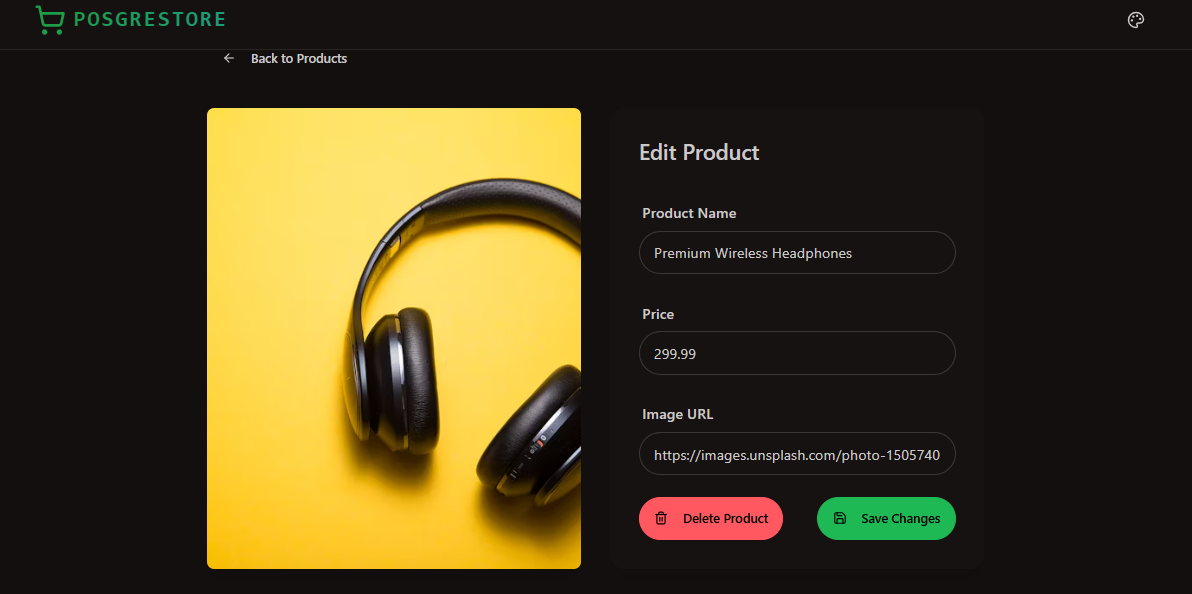 POSGRESTORE
Back to Products
Edit Product
Product Name
Premium Wireless Headphones
Price
299.99
Image URL
https://images.unsplash.com/photo-1505740
Delete Product
Save Changes